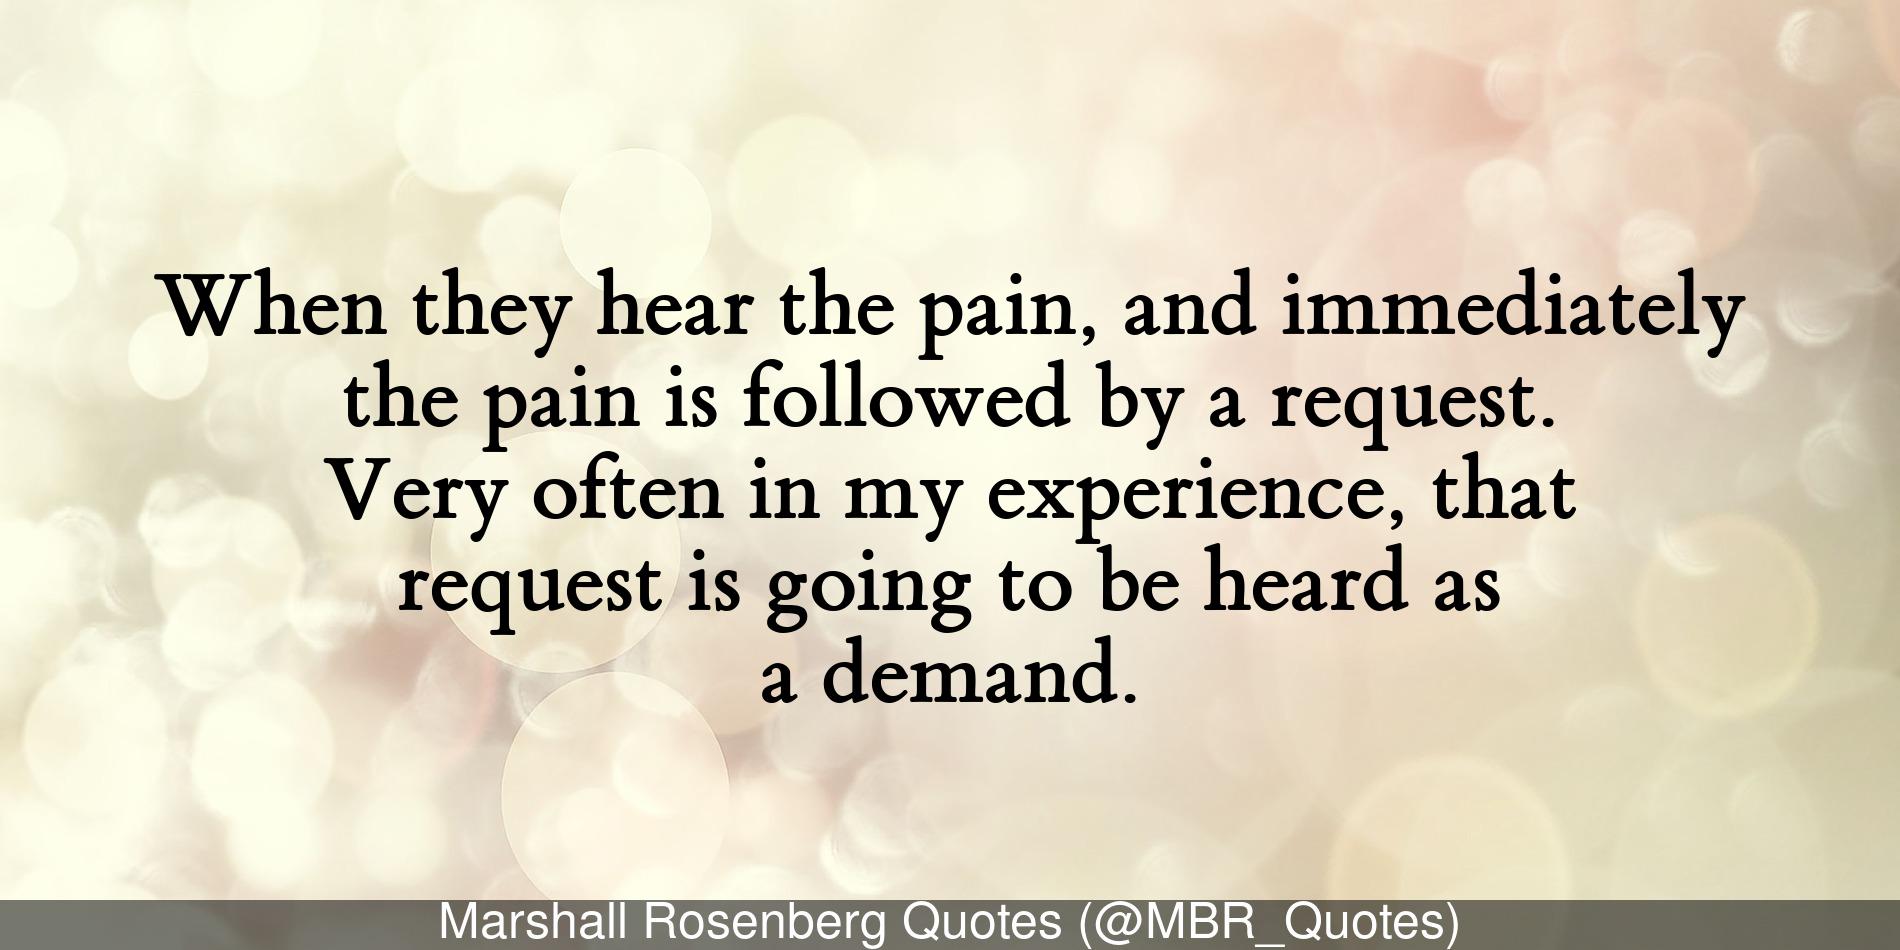 When they hear the pain, and immediately
the pain is followed by a request.
Very often in my experience, that
request is going to be heard as
a demand.
Marshall Rosenberg Quotes (@MBR_Quotes)